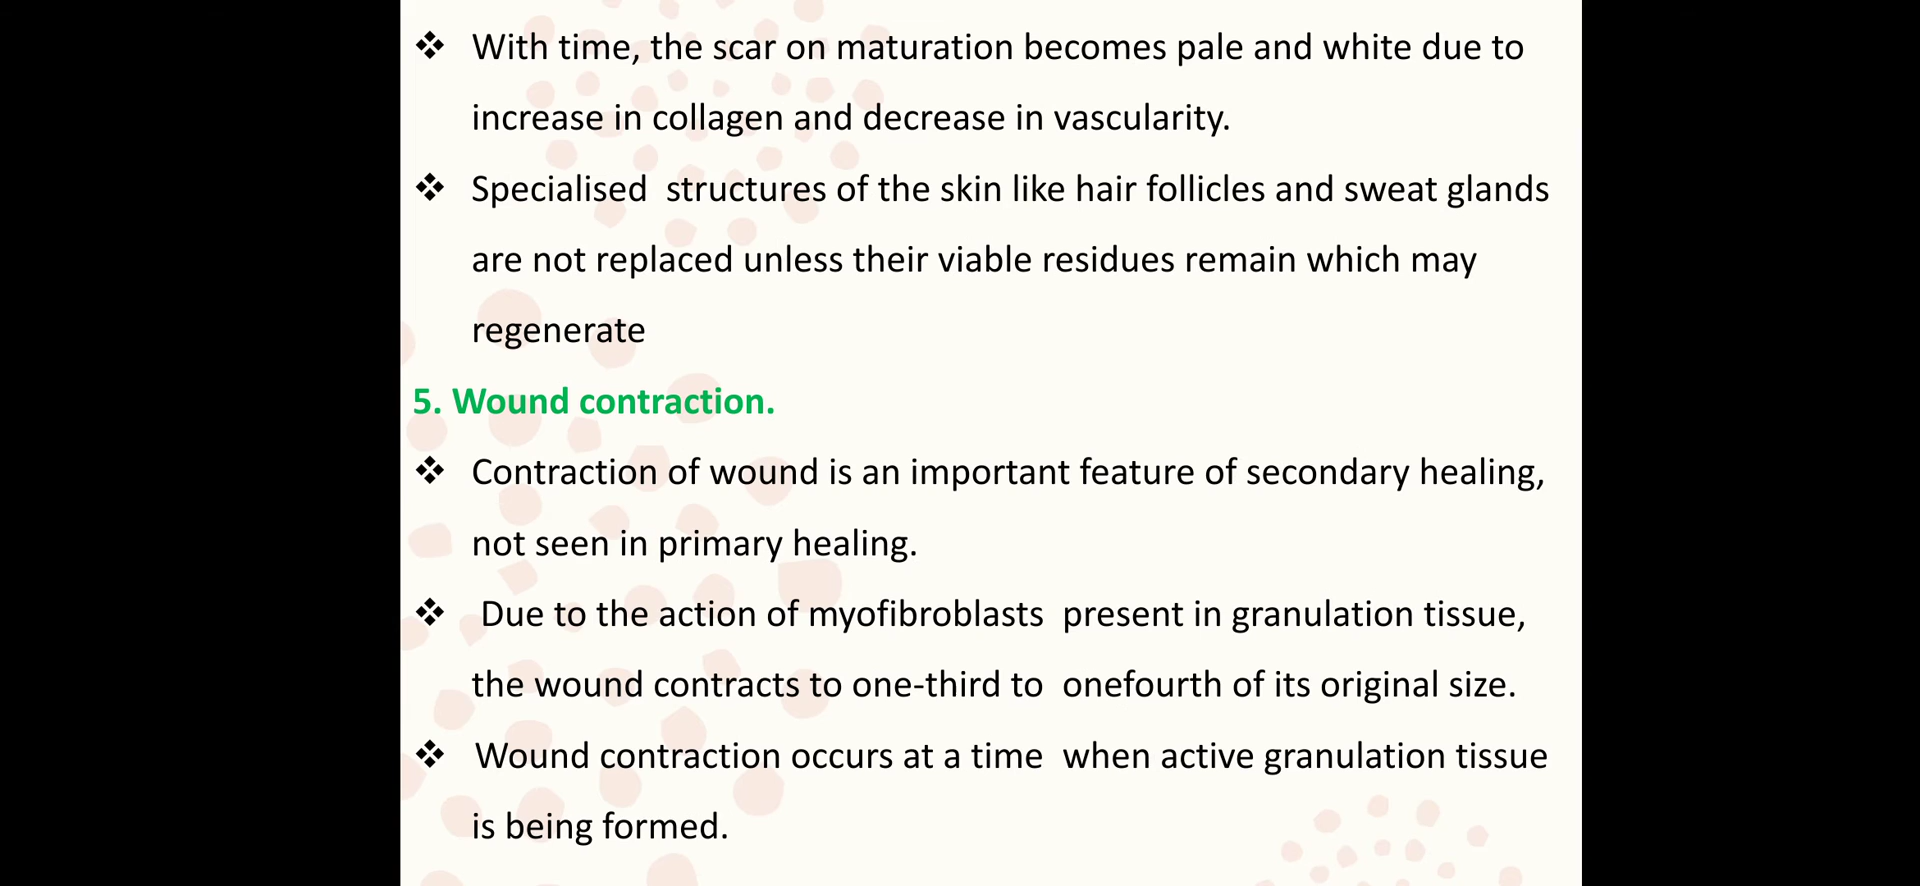 ❖ With time, the scar on maturation becomes pale and white due to
increase in collagen and decrease in vascularity.
❖ Specialised structures of the skin like hair follicles and sweat glands
are not replaced unless their viable residues remain which may
regenerate
5. Wound contraction.
❖ Contraction of wound is an important feature of secondary healing,
not seen in primary healing.
❖ Due to the action of myofibroblasts present in granulation tissue,
the wound contracts to one-third to onefourth of its original size.
❖ Wound contraction occurs at a time when active granulation tissue
is being formed.